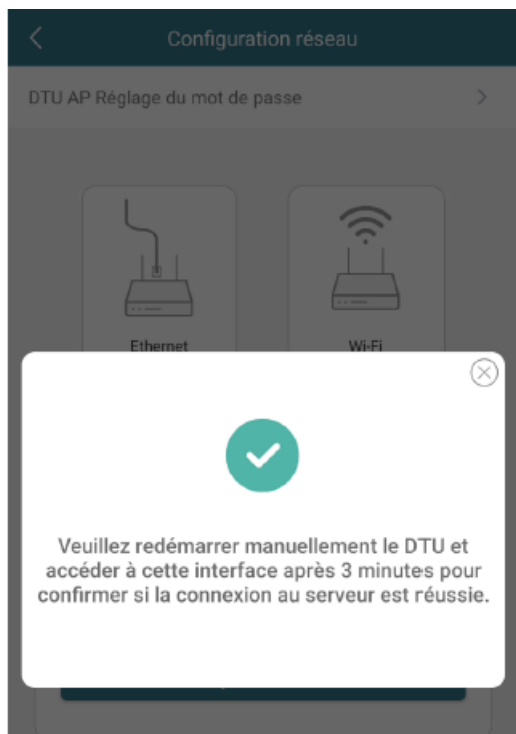 Configuration réseau
DTU AP Réglage du mot de passe
Ethernet
Wi-Fi
Veuillez redémarrer manuellement le DTU et
accéder à cette interface après 3 minutes pour
confirmer si la connexion au serveur est réussie.